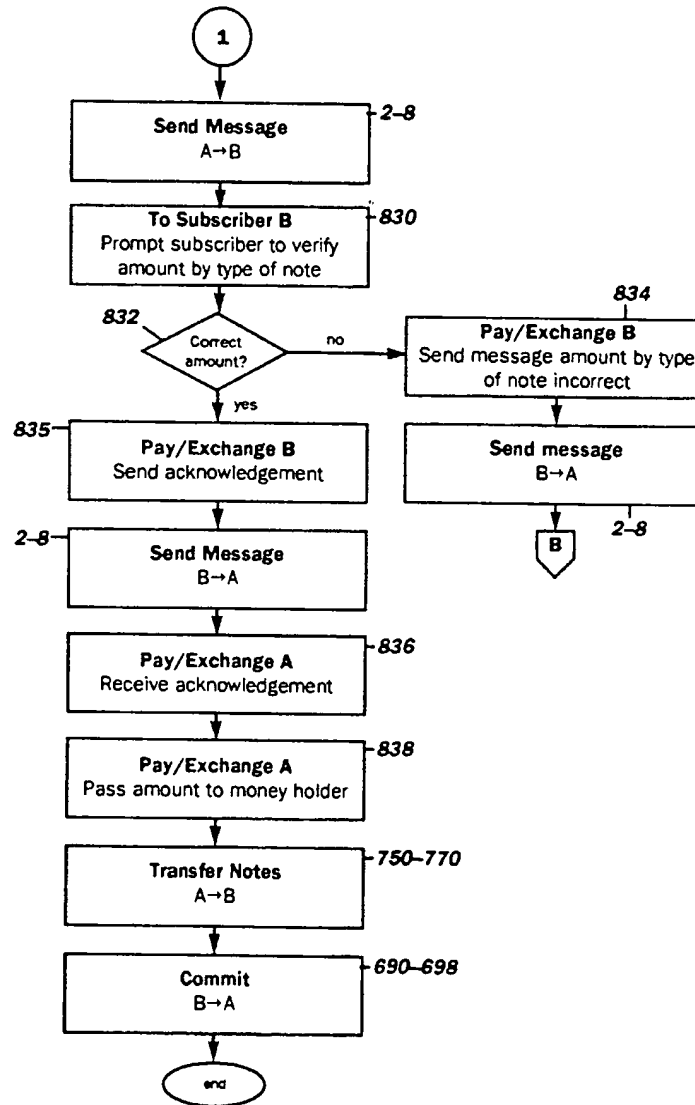 1
2–8
Send Message
A→B
830
To Subscriber B
Prompt subscriber to verify
amount by type of note
832
Correct
amount?
no
yes
834
Pay/Exchange B
Send message amount by type
of note incorrect
Send message
B→A
2–8
B
835
Pay/Exchange B
Send acknowledgement
2–8
Send Message
B→A
836
Pay/Exchange A
Receive acknowledgement
838
Pay/Exchange A
Pass amount to money holder
750–770
Transfer Notes
A→B
690–698
Commit
B→A
end